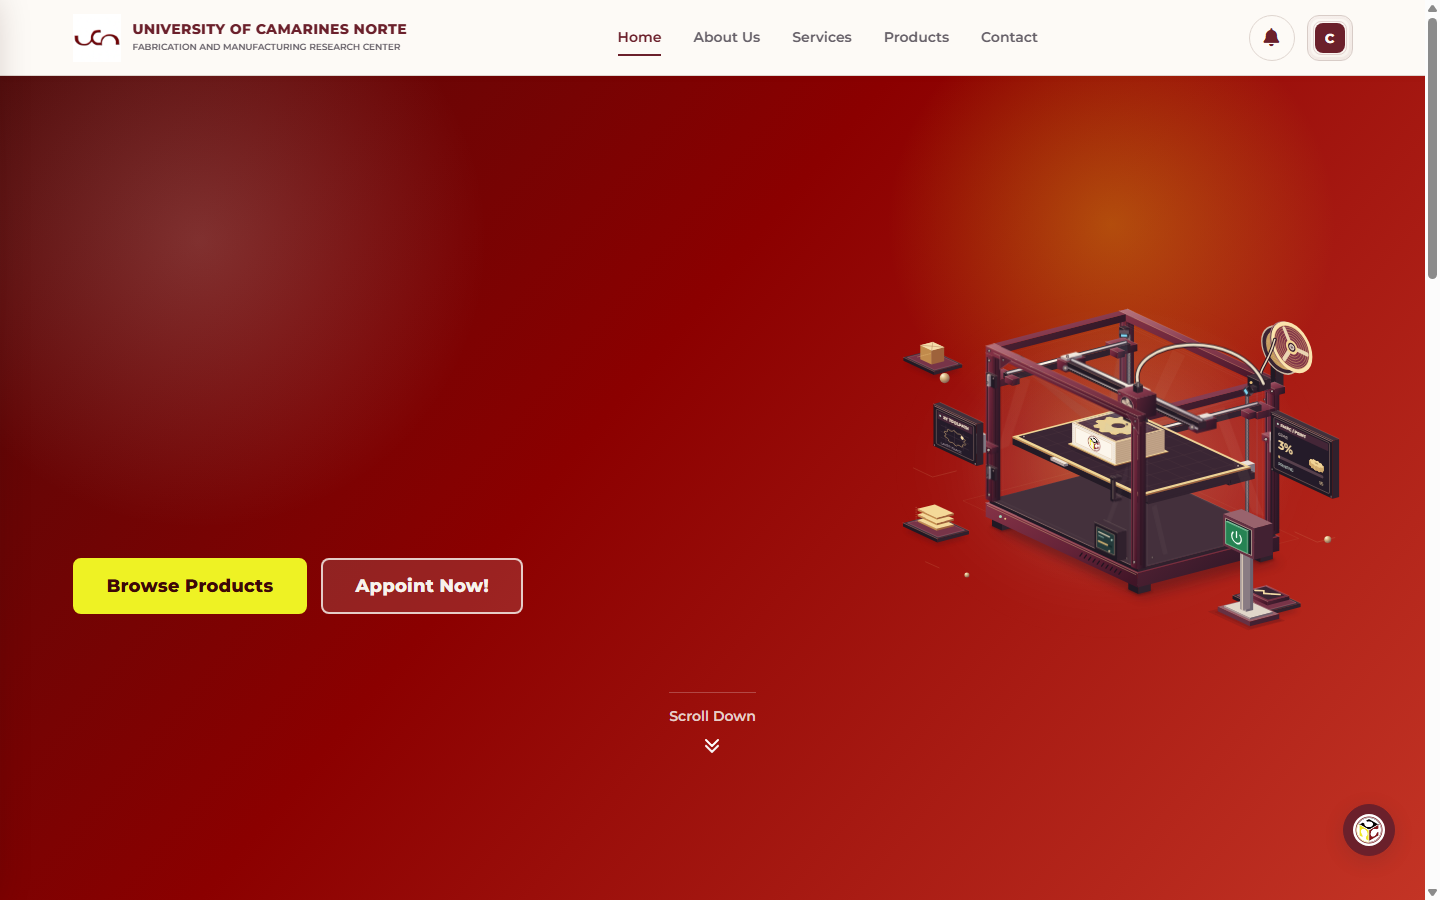 UNIVERSITY OF CAMARINES NORTE
FABRICATION AND MANUFACTURING RESEARCH CENTER
Home
About Us
Services
Products
Contact
C
3%
Browse Products
Appoint Now!
Scroll Down